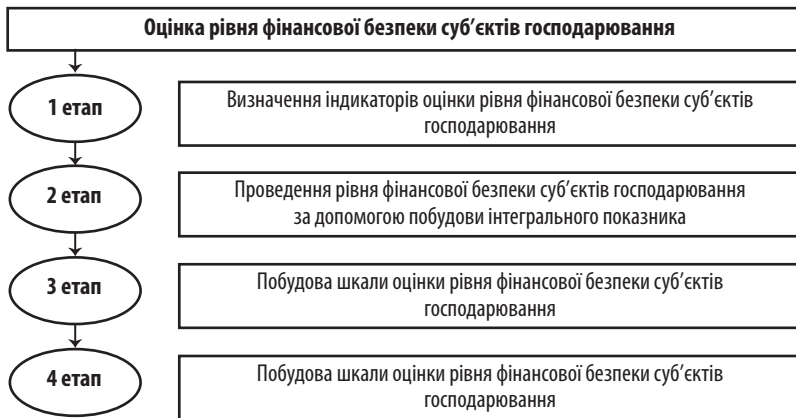 Оцінка рівня фінансової безпеки суб’єктів господарювання
1 етап
Визначення індикаторів оцінки рівня фінансової безпеки суб’єктів
господарювання
2 етап
Проведення рівня фінансової безпеки суб’єктів господарювання
за допомогою побудови інтегрального показника
3 етап
Побудова шкали оцінки рівня фінансової безпеки суб’єктів
господарювання
4 етап
Побудова шкали оцінки рівня фінансової безпеки суб’єктів
господарювання